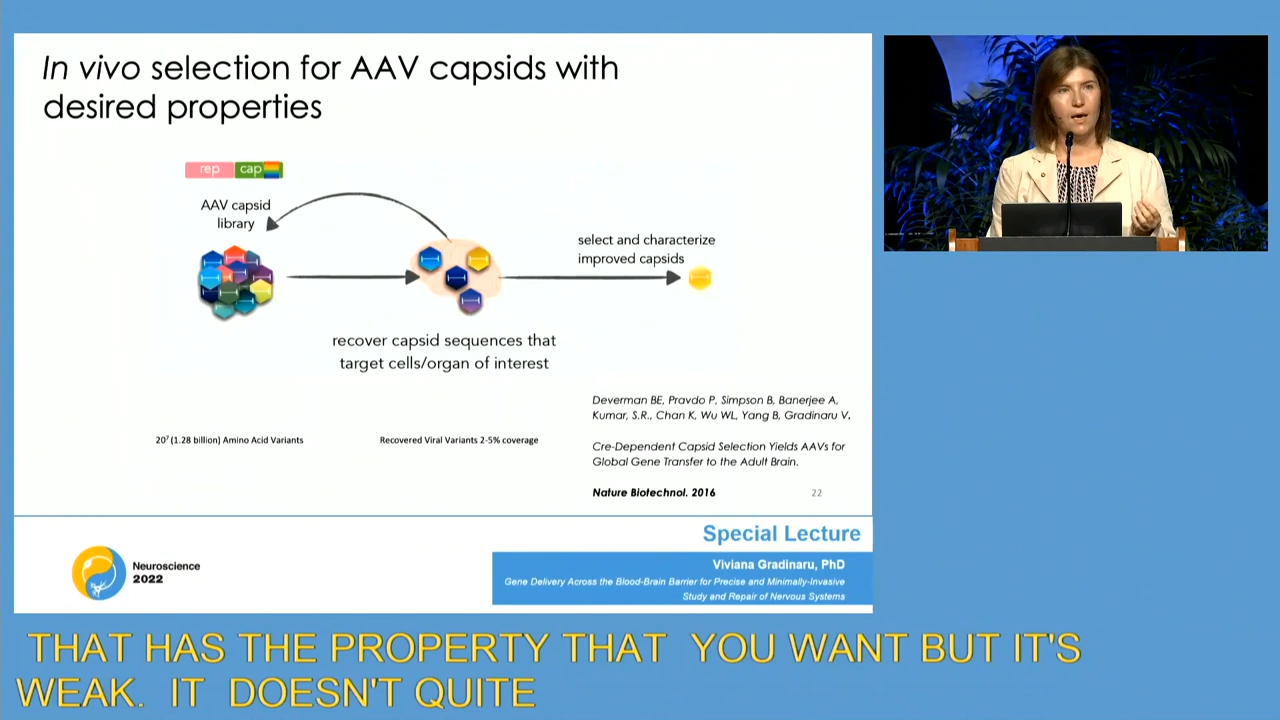 In vivo selection for AAV capsids with
desired properties
rep cap
AAV capsid
library
select and characterize
improved capsids
recover capsid sequences that
target cells/organ of interest
Deverman BE, Pravdo P, Simpson B, Banerjee A,
Kumar, S.R., Chan K, Wu WL, Yang B, Gradinaru V.
20⁷ (1.28 billion) Amino Acid Variants
Recovered Viral Variants 2-5% coverage
Cre-Dependent Capsid Selection Yields AAVs for
Global Gene Transfer to the Adult Brain.
Nature Biotechnol. 2016
22
Special Lecture
Neuroscience
2022
Viviana Gradinaru, PhD
Gene Delivery Across the Blood-Brain Barrier for Precise and Minimally-Invasive
Study and Repair of Nervous Systems
THAT HAS THE PROPERTY THAT YOU WANT BUT IT'S
WEAK. IT DOESN'T QUITE